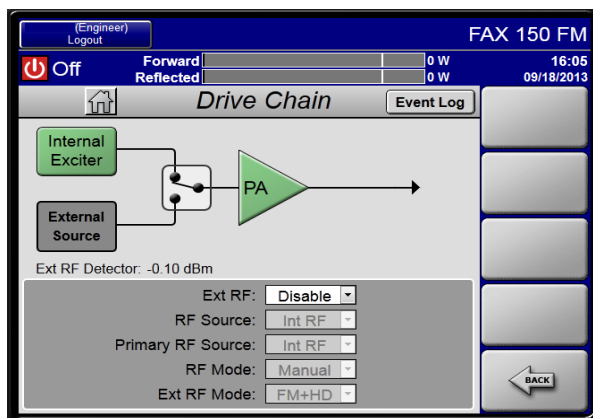 (Engineer)
Logout
FAX 150 FM
Off
Forward
0 W
16:05
Reflected
0 W
09/18/2013
Drive Chain
Event Log
Internal
Exciter
PA
External
Source
Ext RF Detector: -0.10 dBm
Ext RF: Disable
RF Source: Int RF
Primary RF Source: Int RF
RF Mode: Manual
Ext RF Mode: FM+HD
BACK